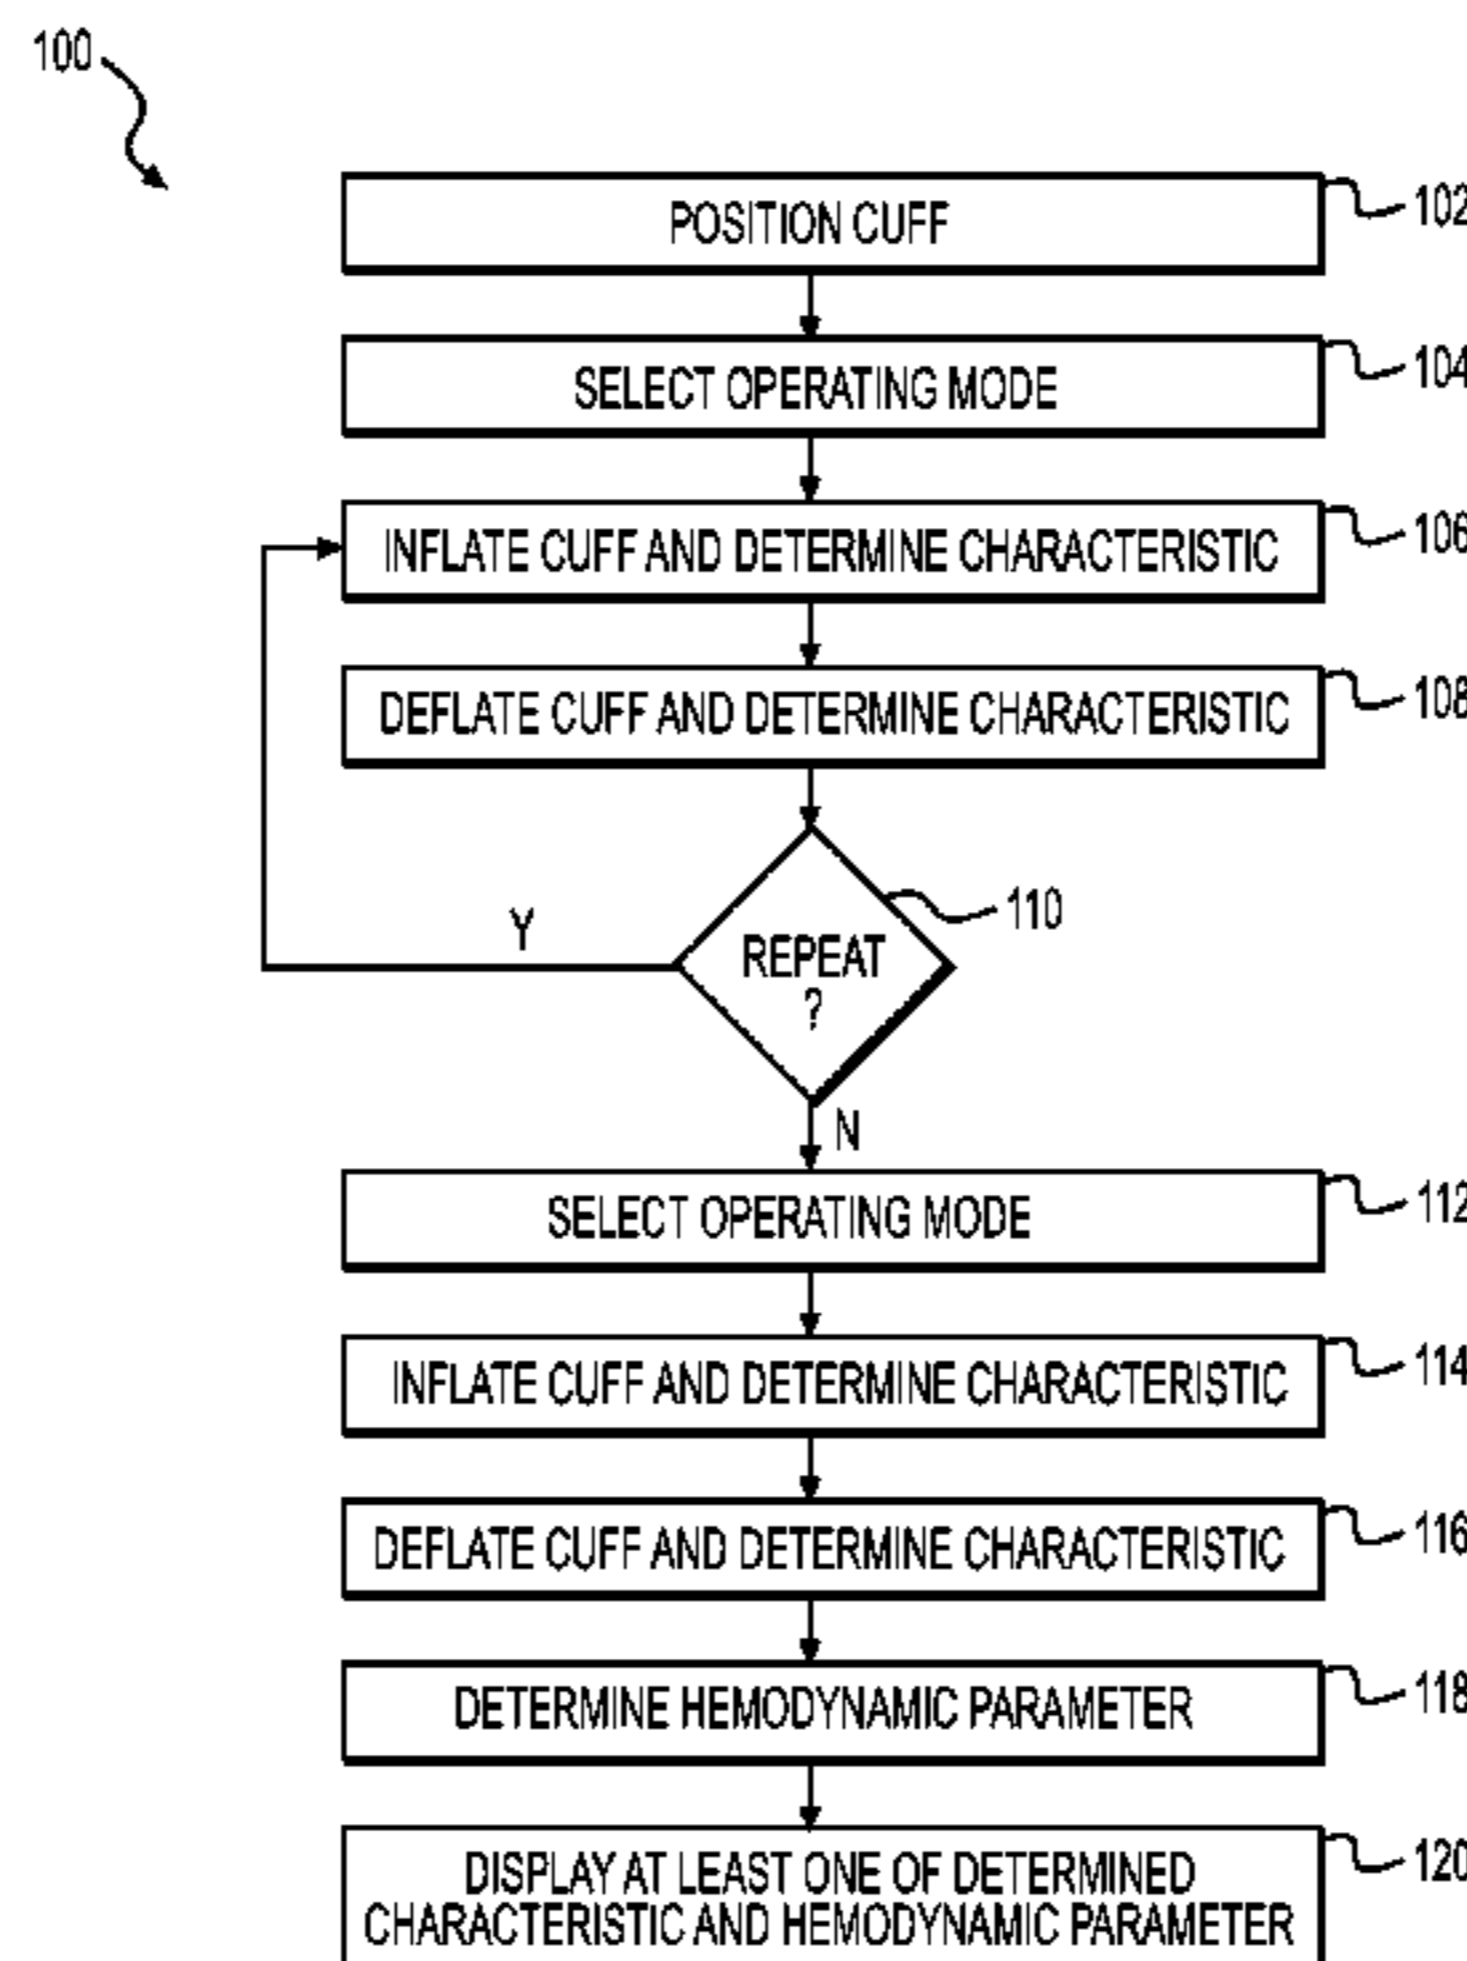 100
POSITION CUFF
102
SELECT OPERATING MODE
104
INFLATE CUFF AND DETERMINE CHARACTERISTIC
106
DEFLATE CUFF AND DETERMINE CHARACTERISTIC
108
110
Y
REPEAT
?
N
SELECT OPERATING MODE
112
INFLATE CUFF AND DETERMINE CHARACTERISTIC
114
DEFLATE CUFF AND DETERMINE CHARACTERISTIC
116
DETERMINE HEMODYNAMIC PARAMETER
118
DISPLAY AT LEAST ONE OF DETERMINED
CHARACTERISTIC AND HEMODYNAMIC PARAMETER
120